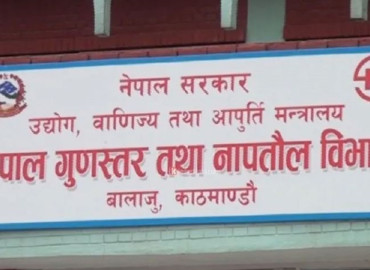 नेपाल सरकार
उद्योग, वाणिज्य तथा आपुर्ति मन्त्रालय
पाल गुणस्तर तथा नापतौल विभा
बालाजु, काठमाण्डौ